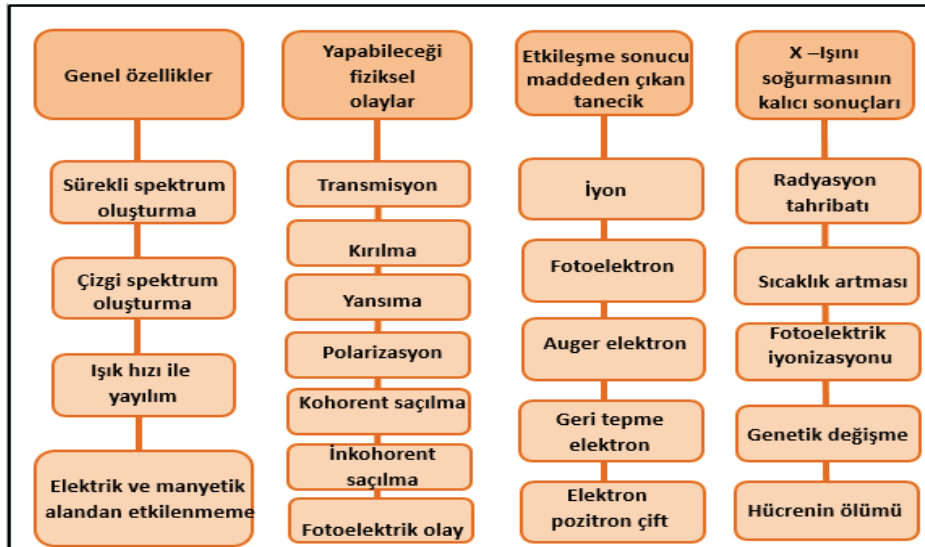 Genel özellikler
Sürekli spektrum
oluşturma
Çizgi spektrum
oluşturma
Işık hızı ile
yayılım
Elektrik ve manyetik
alandan etkilenmeme
Yapabileceği
fiziksel
olaylar
Transmisyon
Kırılma
Yansıma
Polarizasyon
Kohorent saçılma
İnkohorent
saçılma
Fotoelektrik olay
Etkileşme sonucu
maddeden çıkan
tanecik
İyon
Fotoelektron
Auger elektron
Geri tepme
elektron
Elektron
pozitron çift
X –Işını
soğurmasının
kalıcı sonuçları
Radyasyon
tahribatı
Sıcaklık artması
Fotoelektrik
iyonizasyonu
Genetik değişme
Hücrenin ölümü